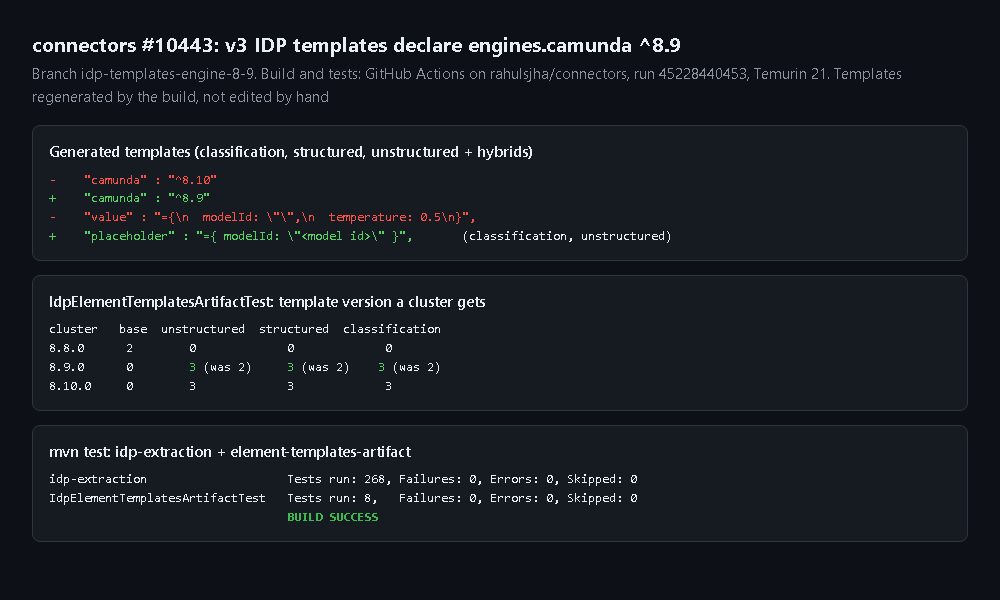 connectors #10443: v3 IDP templates declare engines.camunda ^8.9
Branch idp-templates-engine-8-9. Build and tests: GitHub Actions on rahulsjha/connectors, run 45228440453, Temurin 21. Templates
regenerated by the build, not edited by hand
Generated templates (classification, structured, unstructured + hybrids)
- "camunda" : "^8.10"
+ "camunda" : "^8.9"
- "value" : "={\n  modelId: \"\",\n  temperature: 0.5\n}",
+ "placeholder" : "={ modelId: \"<model id>\" }", (classification, unstructured)
IdpElementTemplatesArtifactTest: template version a cluster gets
cluster base unstructured structured classification
8.8.0 2 0 0 0
8.9.0 0 3 (was 2) 3 (was 2) 3 (was 2)
8.10.0 0 3 3 3
mvn test: idp-extraction + element-templates-artifact
idp-extraction Tests run: 268, Failures: 0, Errors: 0, Skipped: 0
IdpElementTemplatesArtifactTest Tests run: 8, Failures: 0, Errors: 0, Skipped: 0
BUILD SUCCESS